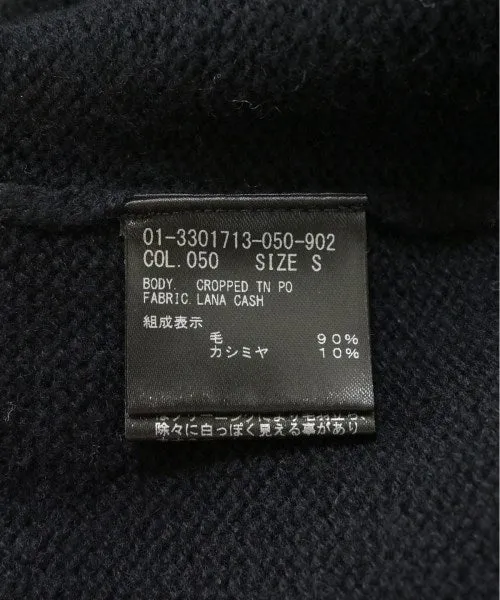 01-3301713-050-902
COL.050 SIZE S
BODY. CROPPED TN PO
FABRIC.LANA CASH
組成表示
毛 90%
カシミヤ 10%
除々に白っぽく見える事があり